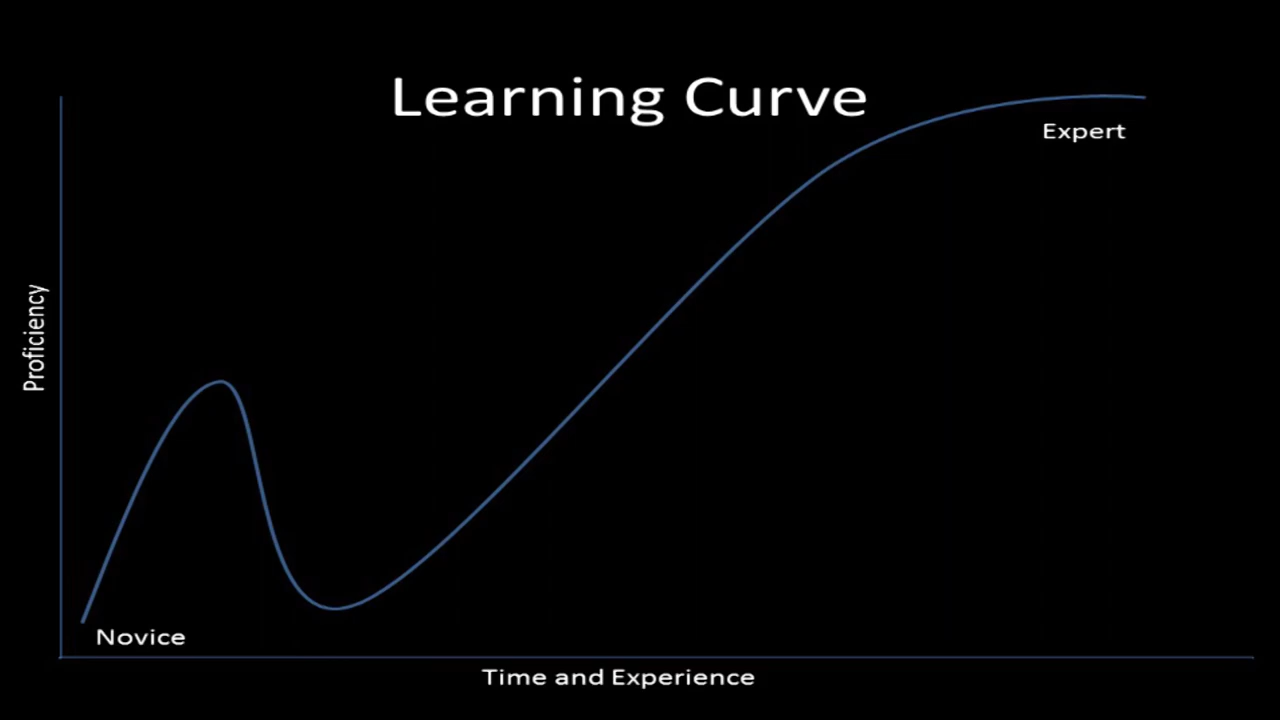 Learning Curve
Expert
Proficiency
Novice
Time and Experience